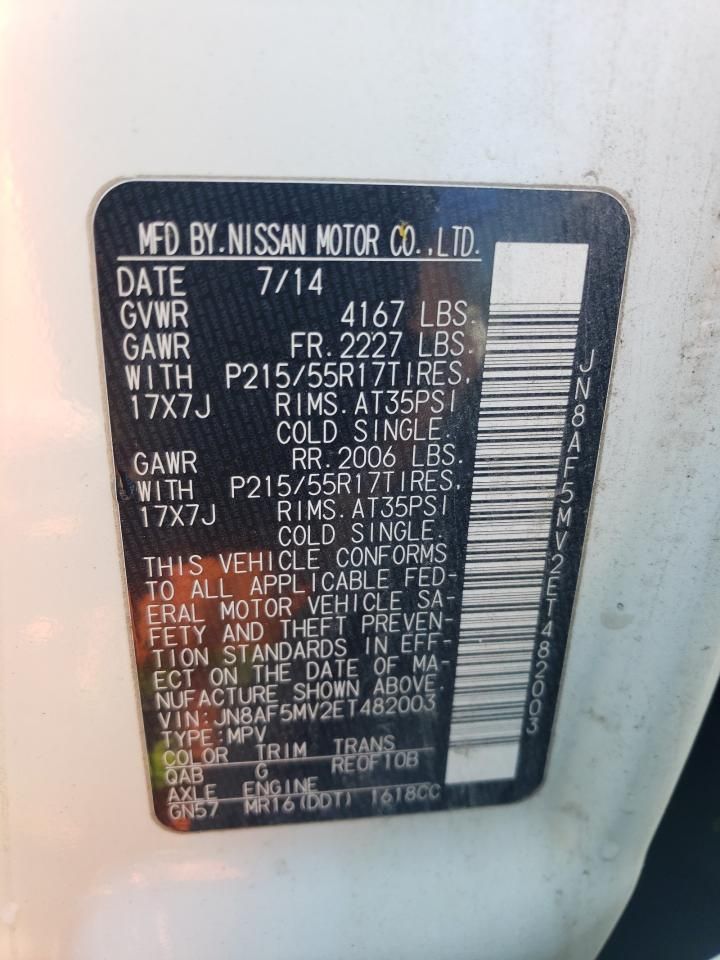 MFD BY. NISSAN MOTOR CO.,LTD.
DATE 7/14
GVWR 4167 LBS.
GAWR FR. 2227 LBS.
WITH P215/55R17TIRES,
17X7J RIMS. AT35PSI
COLD SINGLE.
GAWR RR. 2006 LBS.
WITH P215/55R17TIRES,
17X7J RIMS. AT35PSI
COLD SINGLE.
THIS VEHICLE CONFORMS
TO ALL APPLICABLE FED-
ERAL MOTOR VEHICLE SA-
FETY AND THEFT PREVEN-
TION STANDARDS IN EFF-
ECT ON THE DATE OF MA-
NUFACTURE SHOWN ABOVE.
VIN: JN8AF5MV2ET482003
TYPE: MPV
COLOR TRIM TRANS
QAB G REOF10B
AXLE ENGINE
GN57 MR16(DDT) 1618CC
JN8AF5MV2ET482003